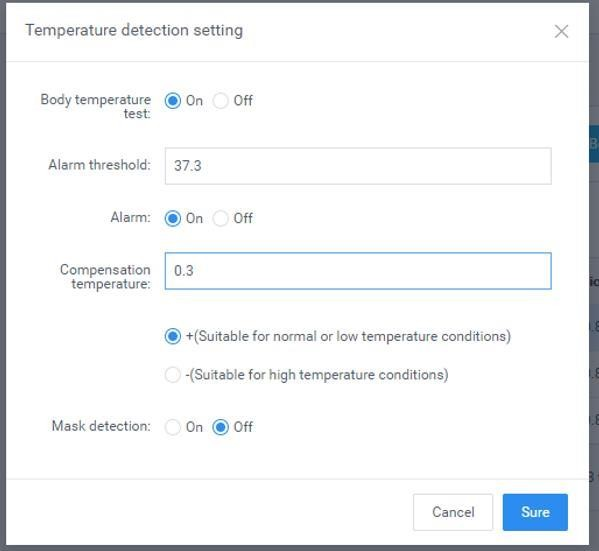 Temperature detection setting
Body temperature
test:
On Off
Alarm threshold: 37.3
Alarm: On Off
Compensation
temperature:
0.3
+(Suitable for normal or low temperature conditions)
-(Suitable for high temperature conditions)
Mask detection: On Off
Cancel Sure